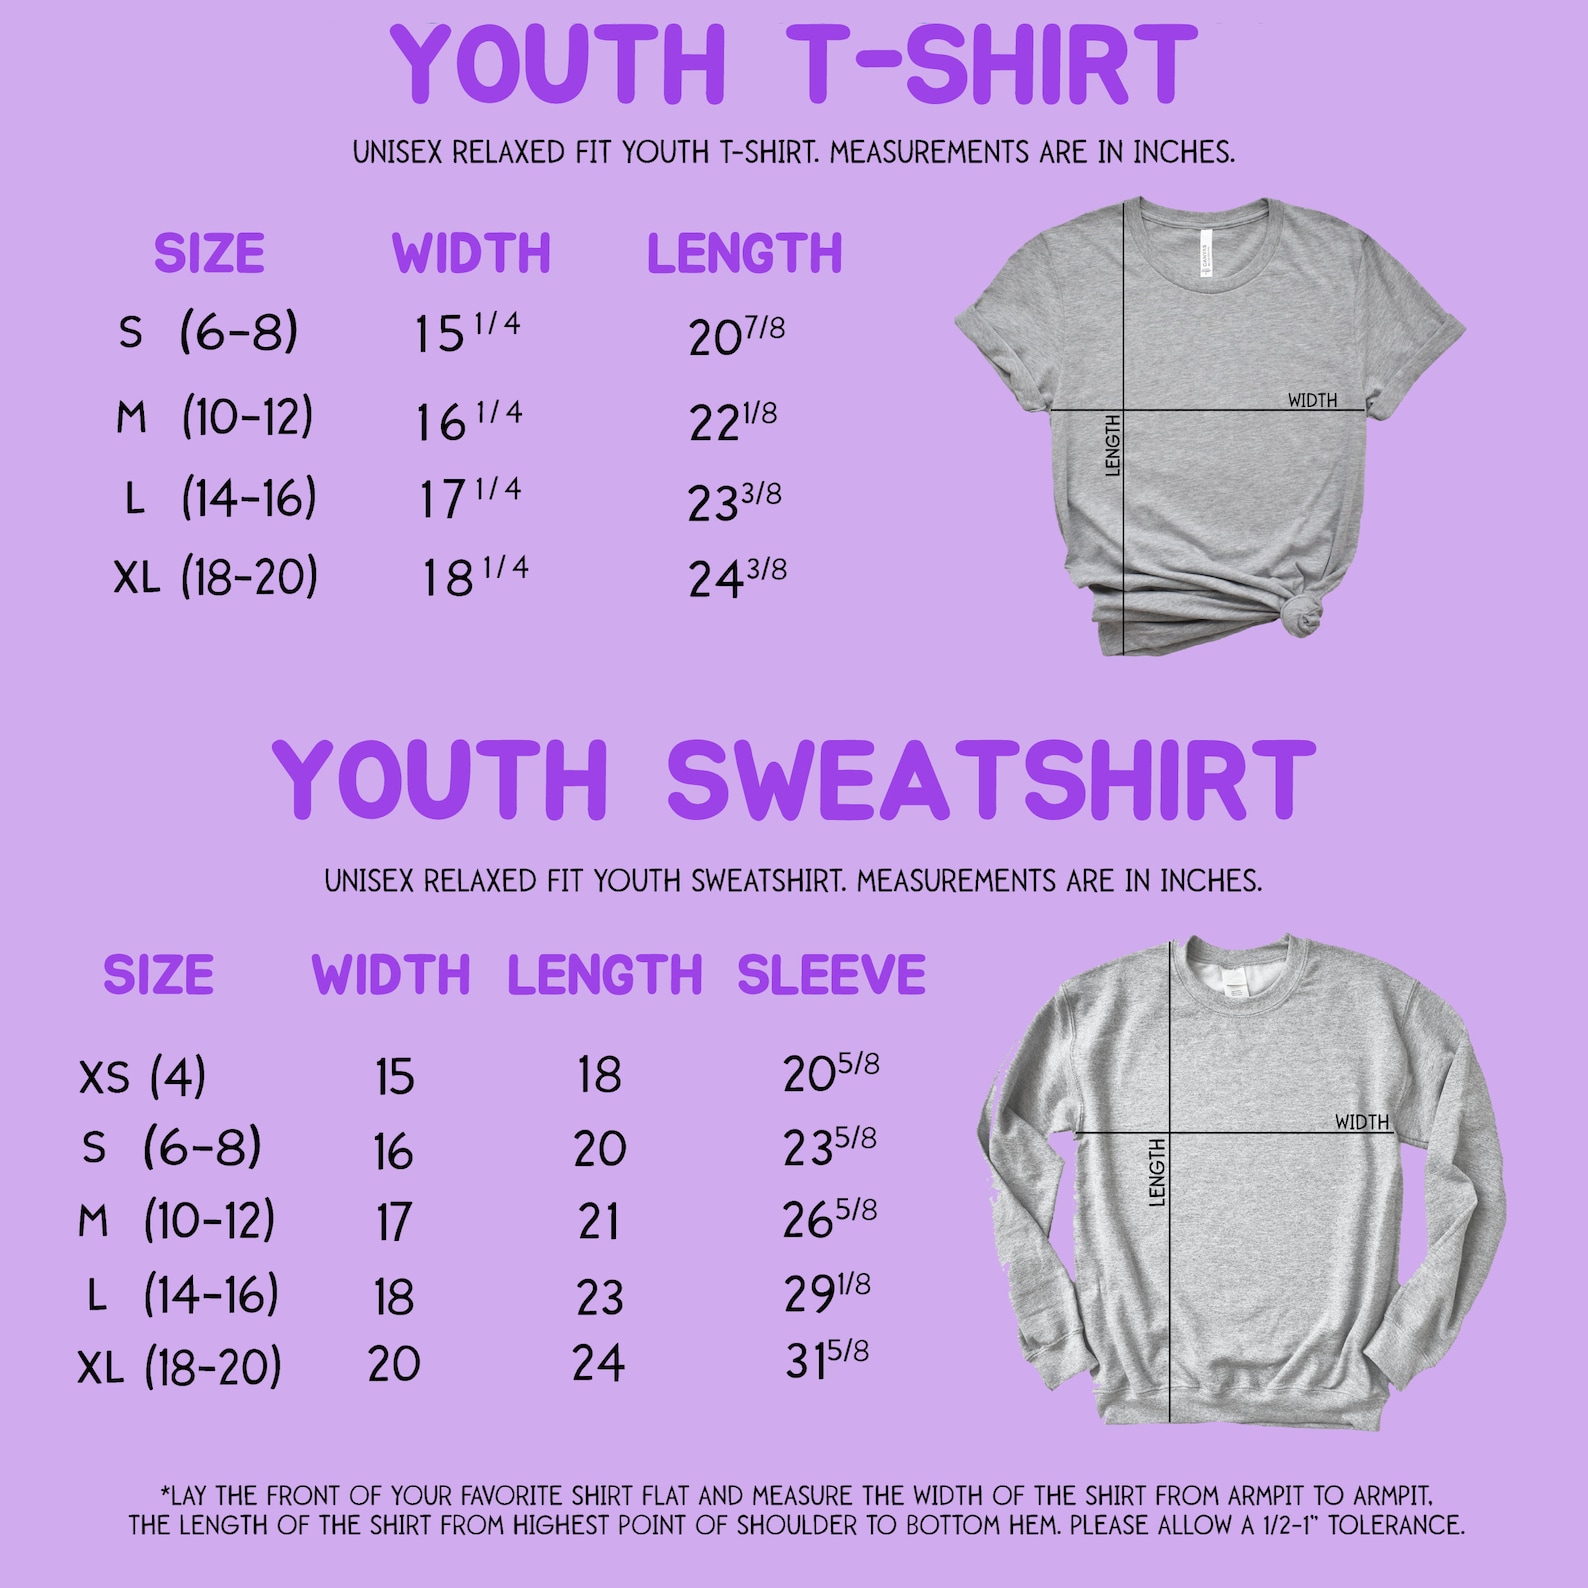 YOUTH T-SHIRT
UNISEX RELAXED FIT YOUTH T-SHIRT. MEASUREMENTS ARE IN INCHES.
SIZE WIDTH LENGTH
S (6-8) 15 1/4 20 7/8
M (10-12) 16 1/4 22 1/8
L (14-16) 17 1/4 23 3/8
XL (18-20) 18 1/4 24 3/8
CANVAS
WIDTH
LENGTH
YOUTH SWEATSHIRT
UNISEX RELAXED FIT YOUTH SWEATSHIRT. MEASUREMENTS ARE IN INCHES.
SIZE WIDTH LENGTH SLEEVE
XS (4) 15 18 20 5/8
S (6-8) 16 20 23 5/8
M (10-12) 17 21 26 5/8
L (14-16) 18 23 29 1/8
XL (18-20) 20 24 31 5/8
WIDTH
LENGTH
*LAY THE FRONT OF YOUR FAVORITE SHIRT FLAT AND MEASURE THE WIDTH OF THE SHIRT FROM ARMPIT TO ARMPIT,
THE LENGTH OF THE SHIRT FROM HIGHEST POINT OF SHOULDER TO BOTTOM HEM. PLEASE ALLOW A 1/2-1" TOLERANCE.